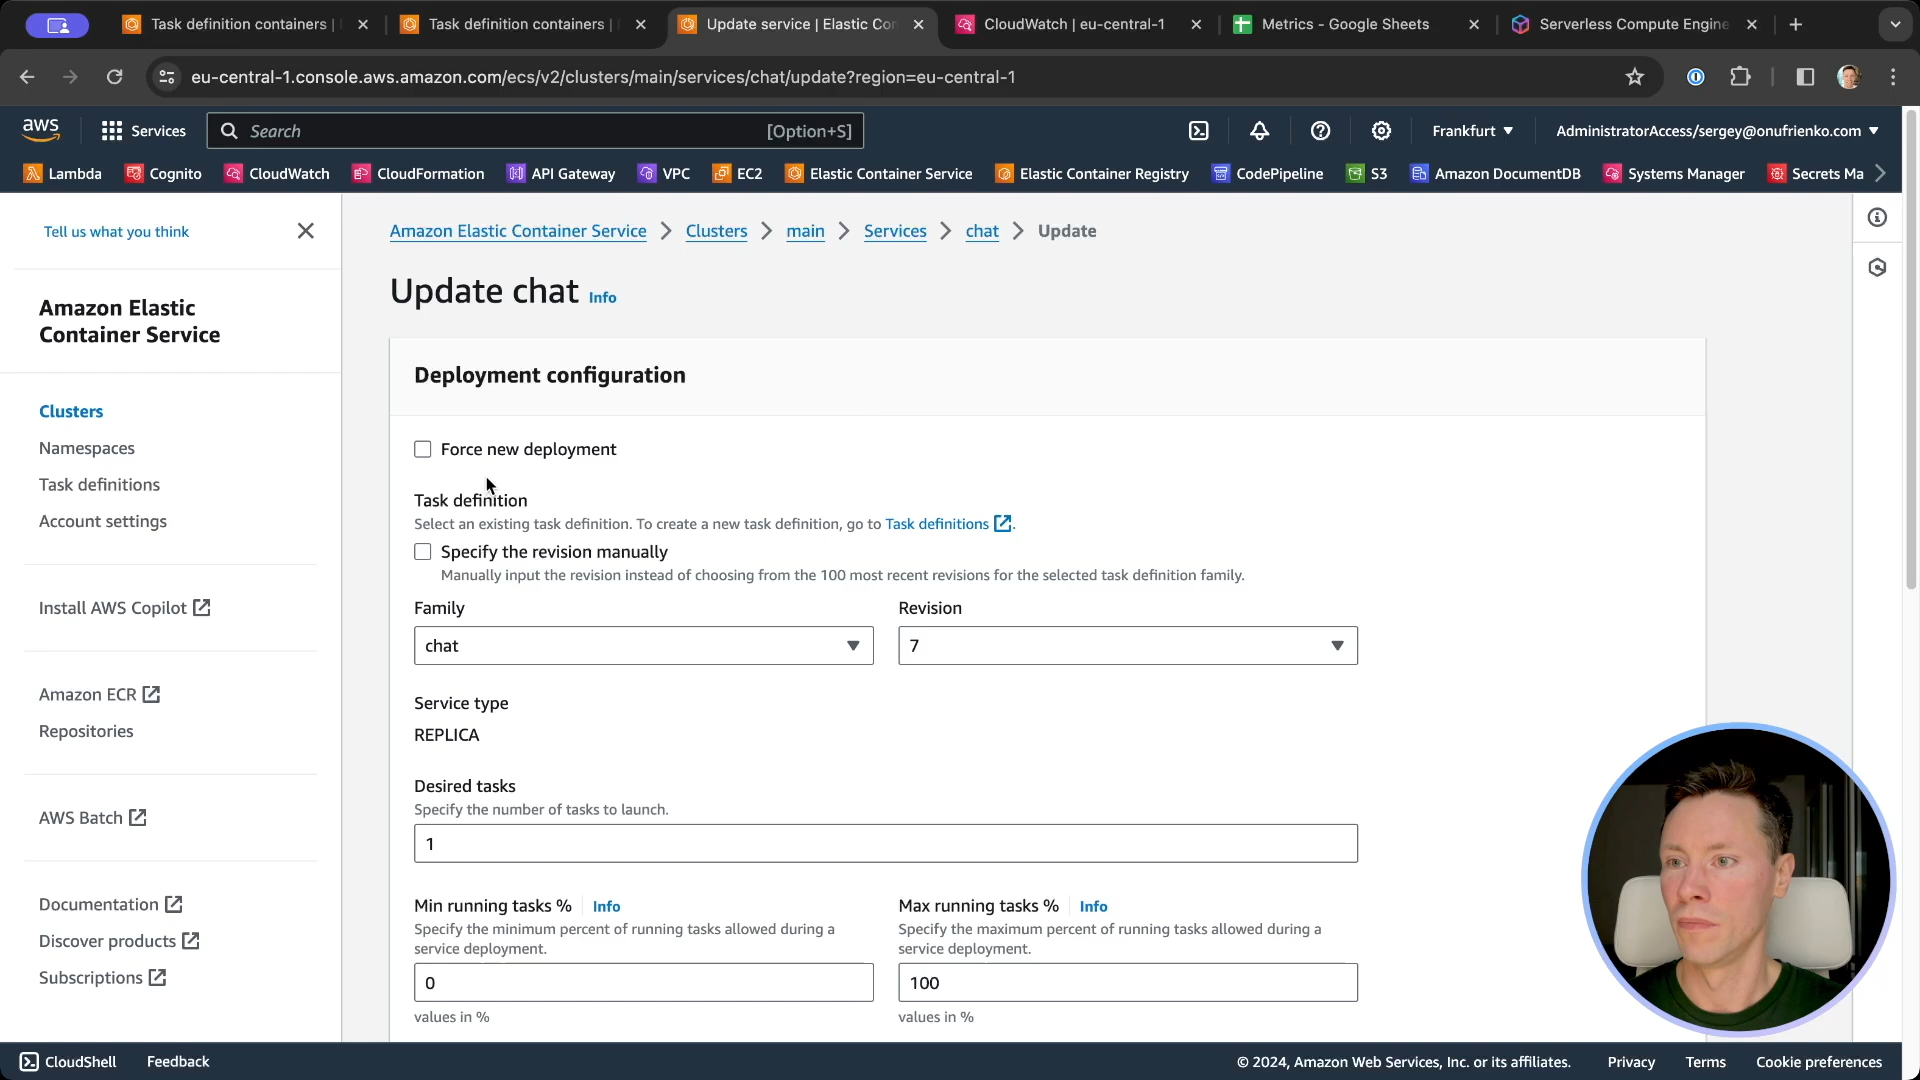 Task definition containers |
Task definition containers |
Update service | Elastic Con
CloudWatch | eu-central-1
Metrics - Google Sheets
Serverless Compute Engine
eu-central-1.console.aws.amazon.com/ecs/v2/clusters/main/services/chat/update?region=eu-central-1
aws
Services
Search
[Option+S]
Frankfurt
AdministratorAccess/sergey@onufrienko.com
Lambda
Cognito
CloudWatch
CloudFormation
API Gateway
VPC
EC2
Elastic Container Service
Elastic Container Registry
CodePipeline
S3
Amazon DocumentDB
Systems Manager
Secrets Ma
Tell us what you think
Amazon Elastic
Container Service
Clusters
Namespaces
Task definitions
Account settings
Install AWS Copilot
Amazon ECR
Repositories
AWS Batch
Documentation
Discover products
Subscriptions
Amazon Elastic Container Service > Clusters > main > Services > chat > Update
Update chat Info
Deployment configuration
Force new deployment
Task definition
Select an existing task definition. To create a new task definition, go to Task definitions.
Specify the revision manually
Manually input the revision instead of choosing from the 100 most recent revisions for the selected task definition family.
Family
chat
Revision
7
Service type
REPLICA
Desired tasks
Specify the number of tasks to launch.
1
Min running tasks % Info
Specify the minimum percent of running tasks allowed during a
service deployment.
0
values in %
Max running tasks % Info
Specify the maximum percent of running tasks allowed during a
service deployment.
100
values in %
CloudShell
Feedback
© 2024, Amazon Web Services, Inc. or its affiliates.
Privacy
Terms
Cookie preferences